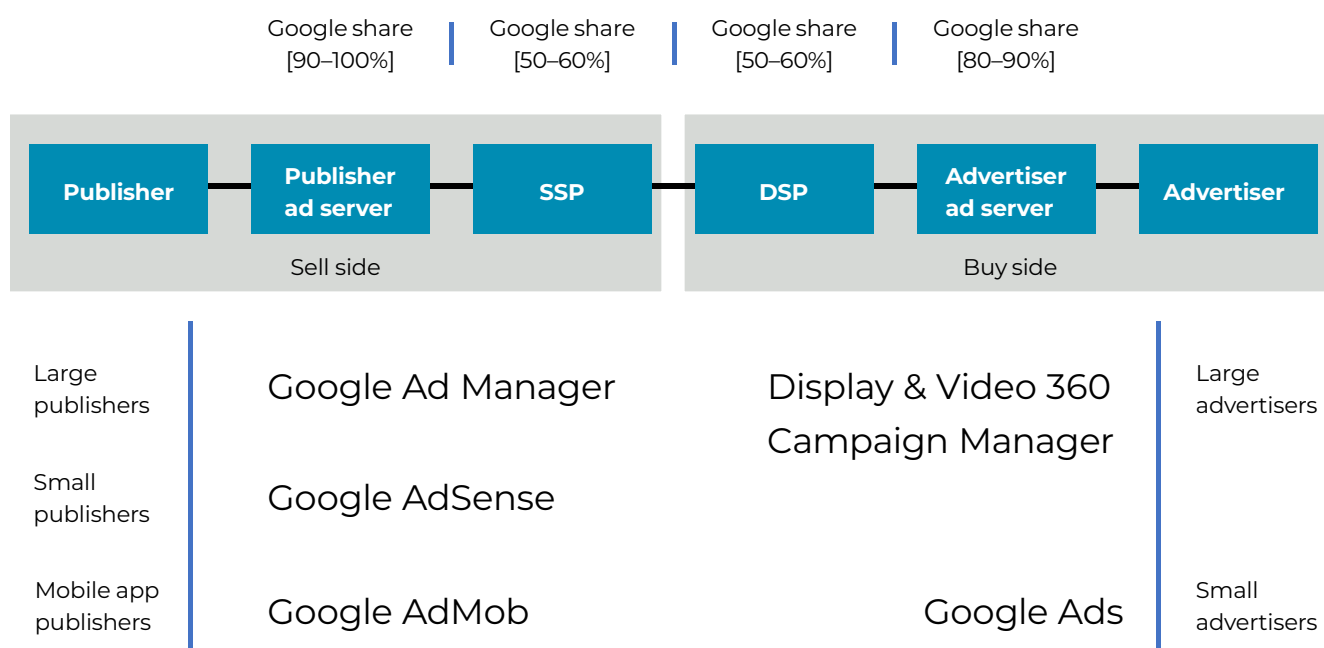 Google share
[90–100%]
Google share
[50–60%]
Google share
[50–60%]
Google share
[80–90%]
Publisher
Publisher
ad server
SSP
DSP
Advertiser
ad server
Advertiser
Sell side
Buy side
Large
publishers
Google Ad Manager
Display & Video 360
Campaign Manager
Large
advertisers
Small
publishers
Google AdSense
Mobile app
publishers
Google AdMob
Google Ads
Small
advertisers